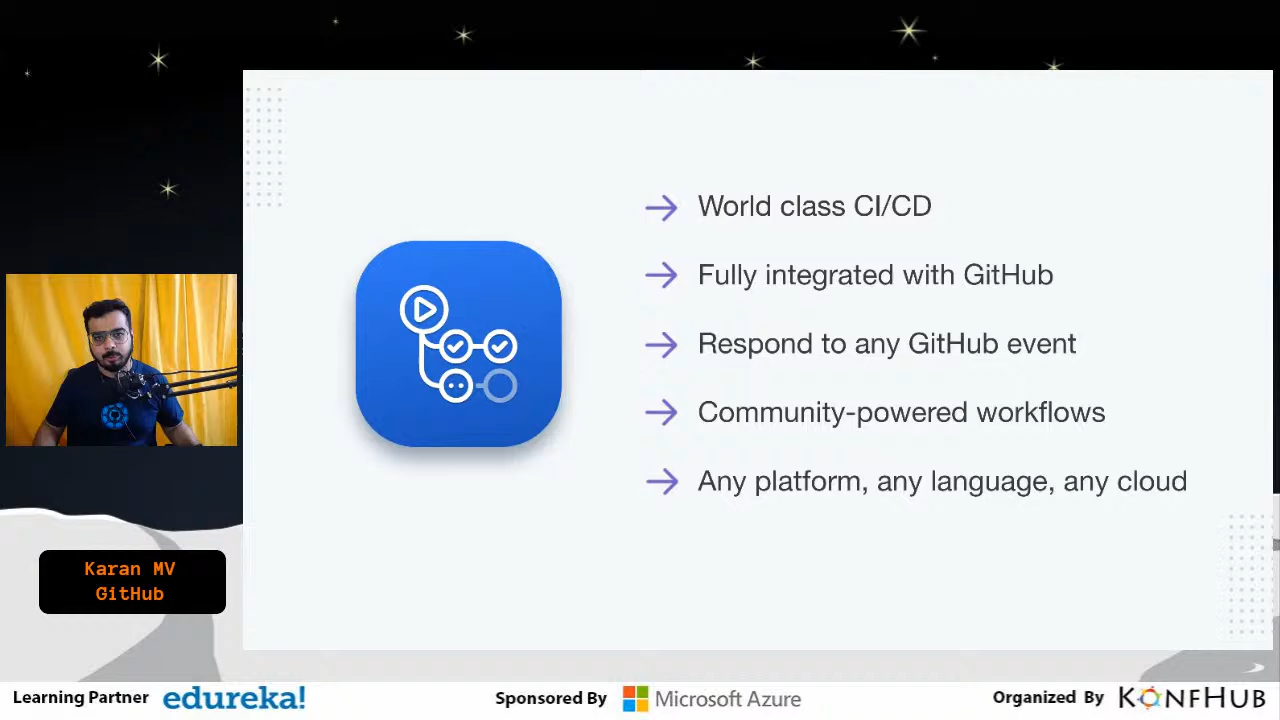 World class CI/CD
Fully integrated with GitHub
Respond to any GitHub event
Community-powered workflows
Any platform, any language, any cloud
Karan MV
GitHub
Learning Partner edureka!
Sponsored By Microsoft Azure
Organized By KONFHUB